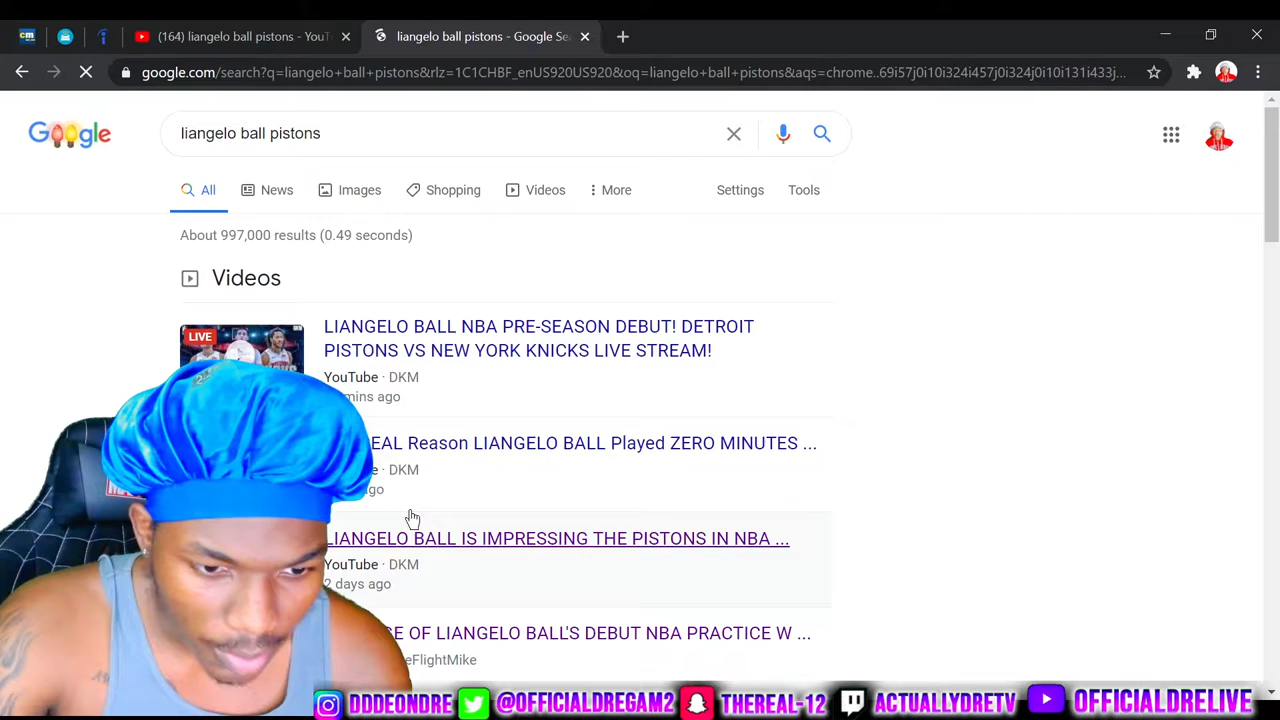 (164) liangelo ball pistons - YouT
liangelo ball pistons - Google Se
google.com/search?q=liangelo+ball+pistons&rlz=1C1CHBF_enUS920US920&oq=liangelo+ball+pistons&aqs=chrome..69i57j0i10i324i457j0i324j0i10i131i433j...
Google
liangelo ball pistons
All
News
Images
Shopping
Videos
More
Settings
Tools
About 997,000 results (0.49 seconds)
Videos
LIVE
LIANGELO BALL NBA PRE-SEASON DEBUT! DETROIT
PISTONS VS NEW YORK KNICKS LIVE STREAM!
YouTube · DKM
mins ago
EAL Reason LIANGELO BALL Played ZERO MINUTES ...
e · DKM
ago
LIANGELO BALL IS IMPRESSING THE PISTONS IN NBA ...
YouTube · DKM
2 days ago
CE OF LIANGELO BALL'S DEBUT NBA PRACTICE W ...
eFlightMike
DDDEONDRE
@OFFICIALDREGAM2
THEREAL-12
ACTUALLYDRETV
OFFICIALDRELIVE